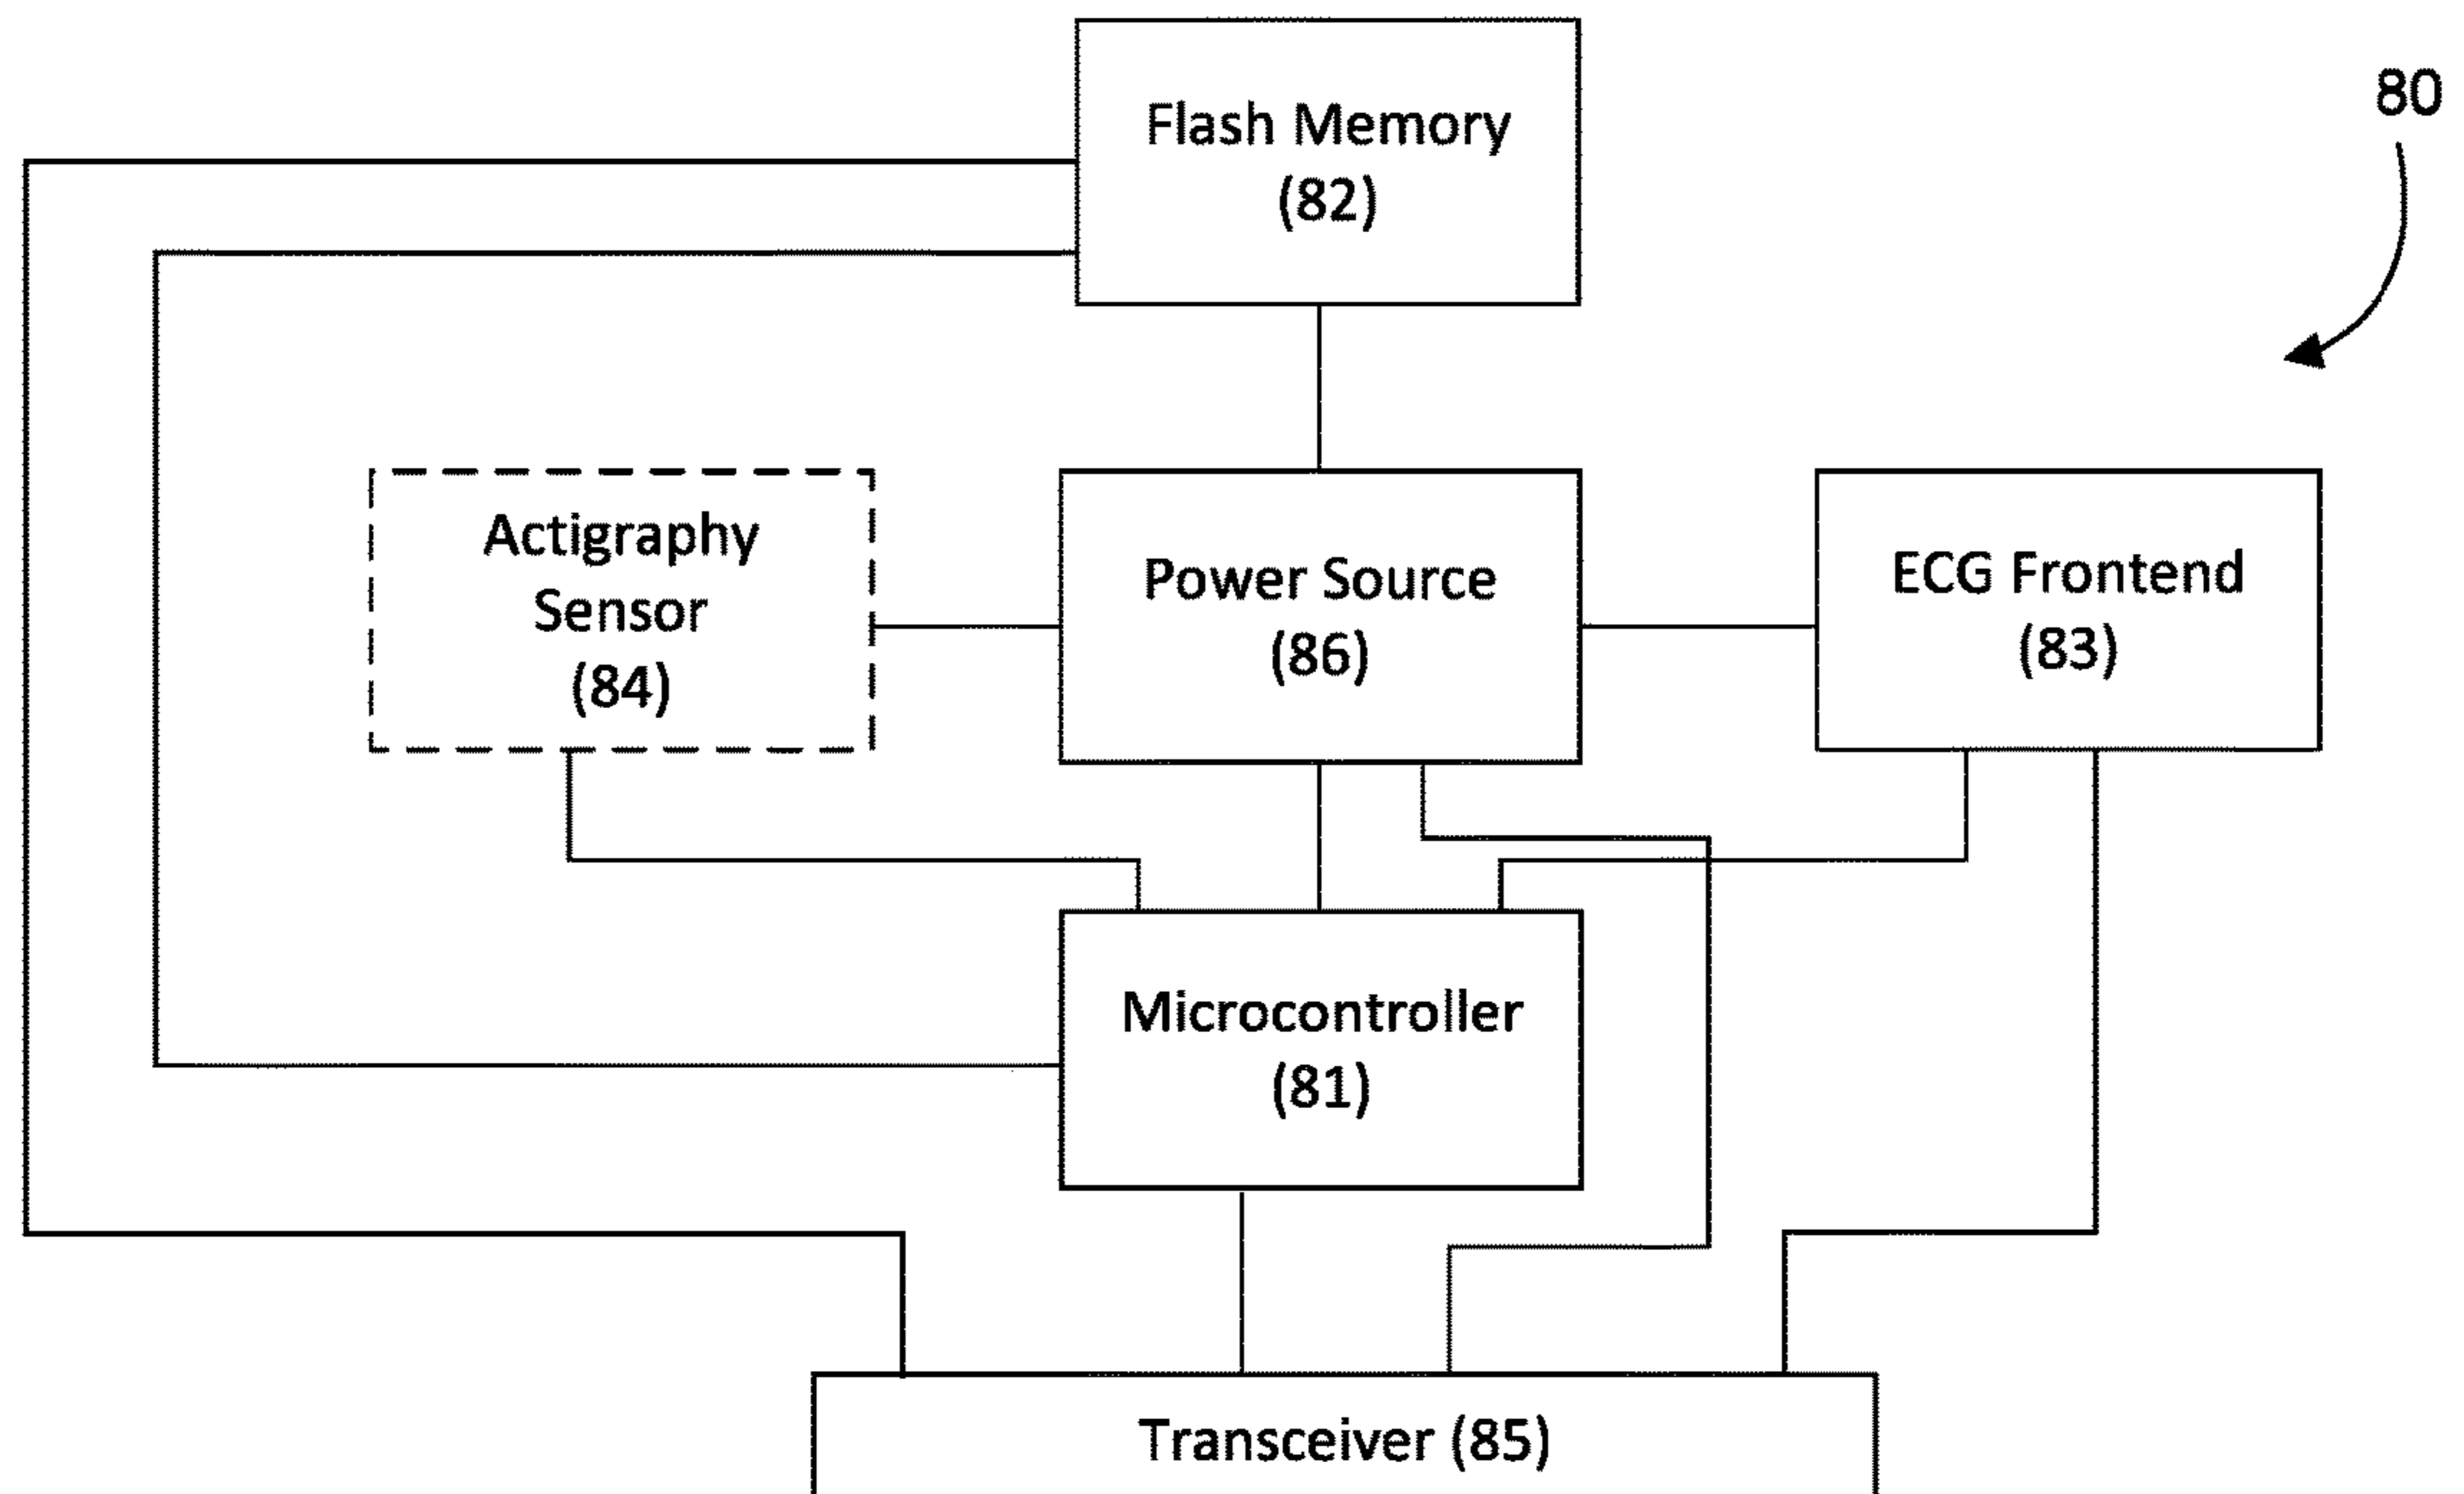 80
Flash Memory
(82)
Actigraphy
Sensor
(84)
Power Source
(86)
ECG Frontend
(83)
Microcontroller
(81)
Transceiver (85)